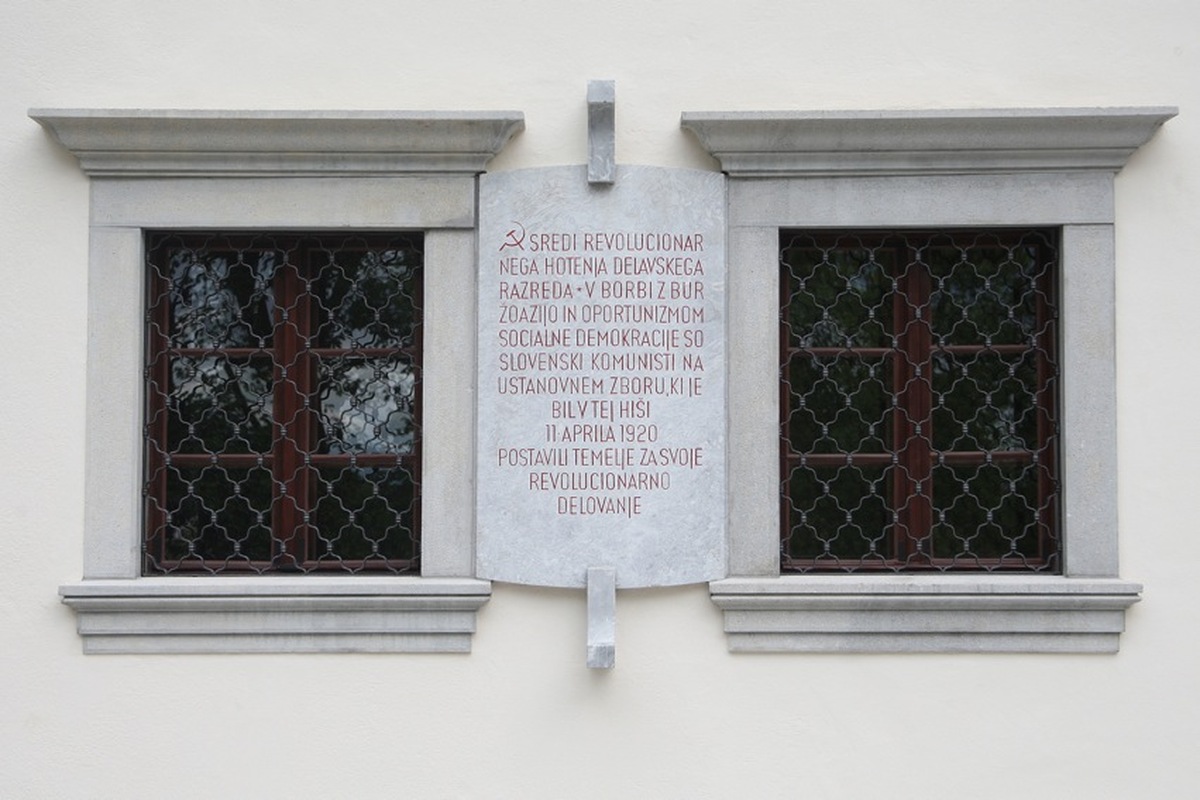 ☭ SREDI REVOLUCIONAR
NEGA HOTENJA DELAVSKEGA
RAZREDA • V BORBI Z BUR
ŽOAZIJO IN OPORTUNIZMOM
SOCIALNE DEMOKRACIJE SO
SLOVENSKI KOMUNISTI NA
USTANOVNEM ZBORU, KI JE
BIL V TEJ HIŠI
11 APRILA 1920
POSTAVILI TEMELJE ZA SVOJE
REVOLUCIONARNO
DELOVANJE